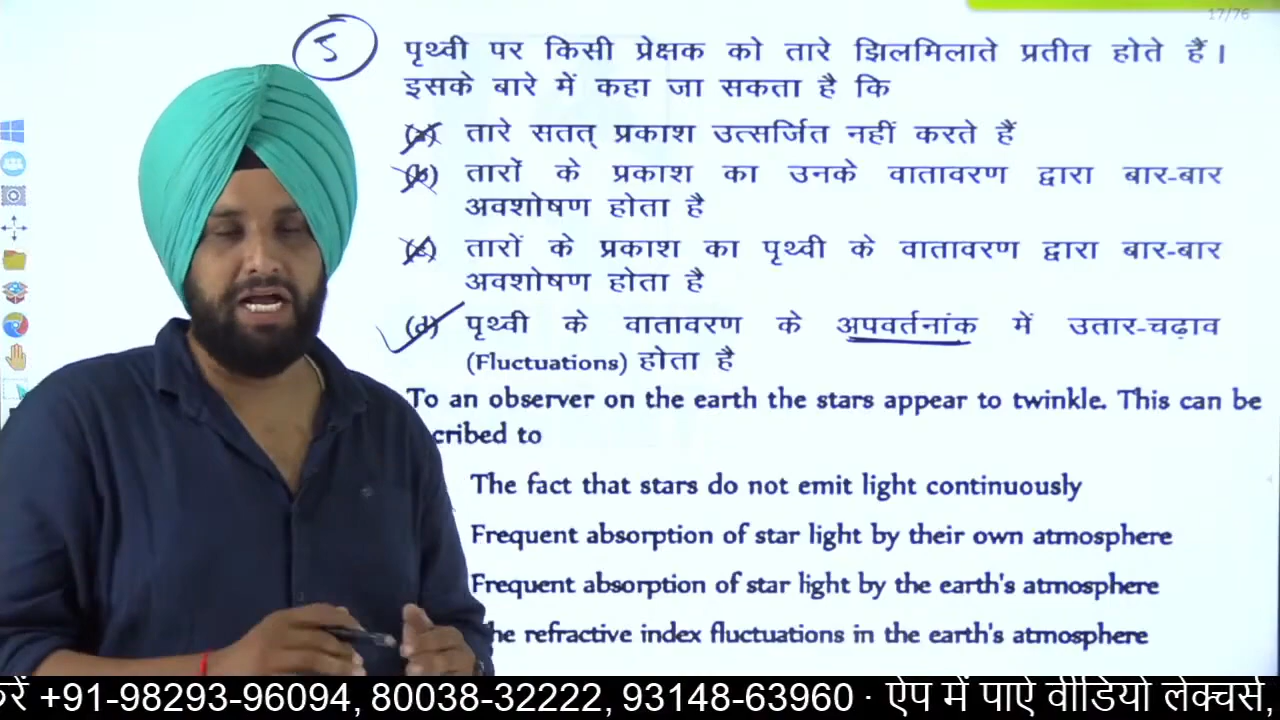 17/76
5 पृथ्वी पर किसी प्रेक्षक को तारे झिलमिलाते प्रतीत होते हैं।
इसके बारे में कहा जा सकता है कि
(a) तारे सतत् प्रकाश उत्सर्जित नहीं करते हैं
(b) तारों के प्रकाश का उनके वातावरण द्वारा बार-बार
अवशोषण होता है
(c) तारों के प्रकाश का पृथ्वी के वातावरण द्वारा बार-बार
अवशोषण होता है
(d) पृथ्वी के वातावरण के अपवर्तनांक में उतार-चढ़ाव
(Fluctuations) होता है
To an observer on the earth the stars appear to twinkle. This can be
cribed to
The fact that stars do not emit light continuously
Frequent absorption of star light by their own atmosphere
Frequent absorption of star light by the earth's atmosphere
he refractive index fluctuations in the earth's atmosphere
रें +91-98293-96094, 80038-32222, 93148-63960 · ऐप में पाऐं वीडियो लेक्चर्स,